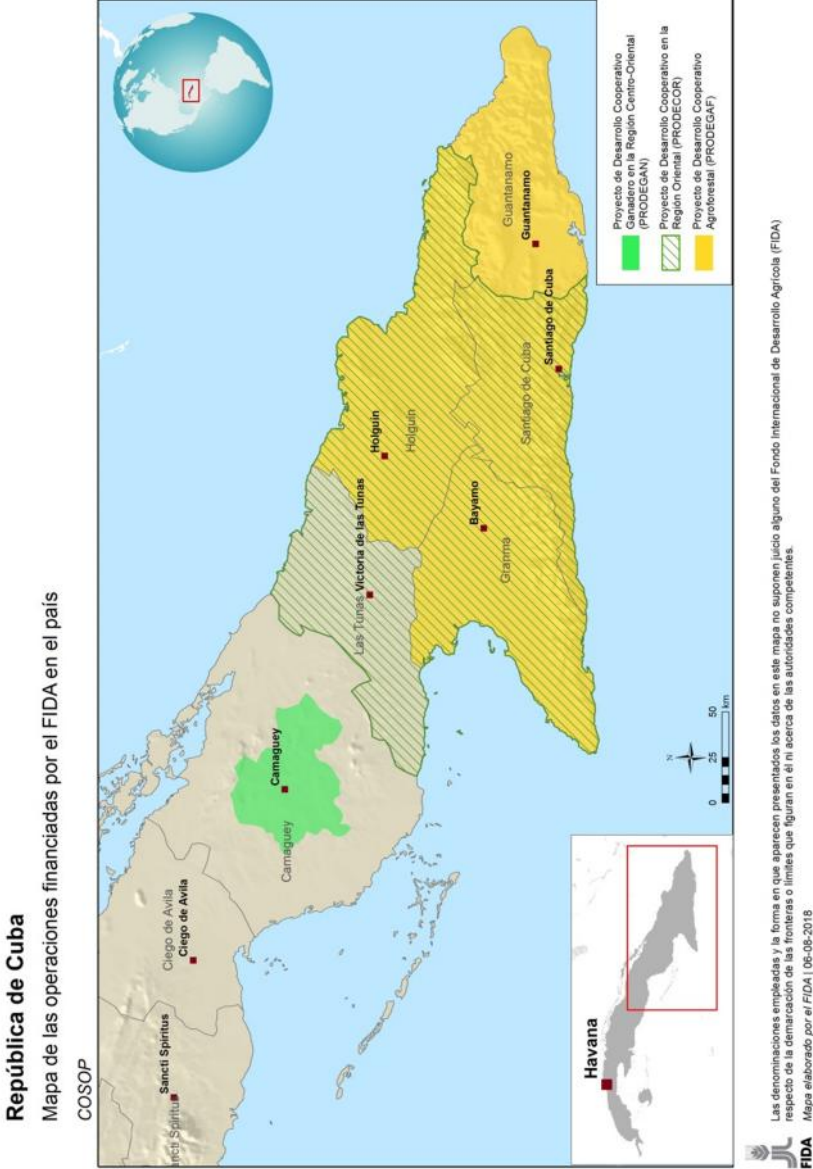 República de Cuba
Mapa de las operaciones financiadas por el FIDA en el país
COSOP
Sancti Spiritus
ncti Spiritu
Ciego de Avila
Ciego de Avila
Camaguey
Camaguey
Las Tunas
Victoria de las Tunas
Holguin
Holguin
Bayamo
Granma
Santiago de Cuba
Santiago de Cuba
Guantanamo
Guantanamo
Havana
N
0 25 50
km
Proyecto de Desarrollo Cooperativo
Ganadero en la Región Centro-Oriental
(PRODEGAN)
Proyecto de Desarrollo Cooperativo en la
Región Oriental (PRODECOR)
Proyecto de Desarrollo Cooperativo
Agroforestal (PRODEGAF)
FIDA
Las denominaciones empleadas y la forma en que aparecen presentados los datos en este mapa no suponen juicio alguno del Fondo Internacional de Desarrollo Agrícola (FIDA)
respecto de la demarcación de las fronteras o límites que figuran en él ni acerca de las autoridades competentes.
Mapa elaborado por el FIDA | 06-08-2018